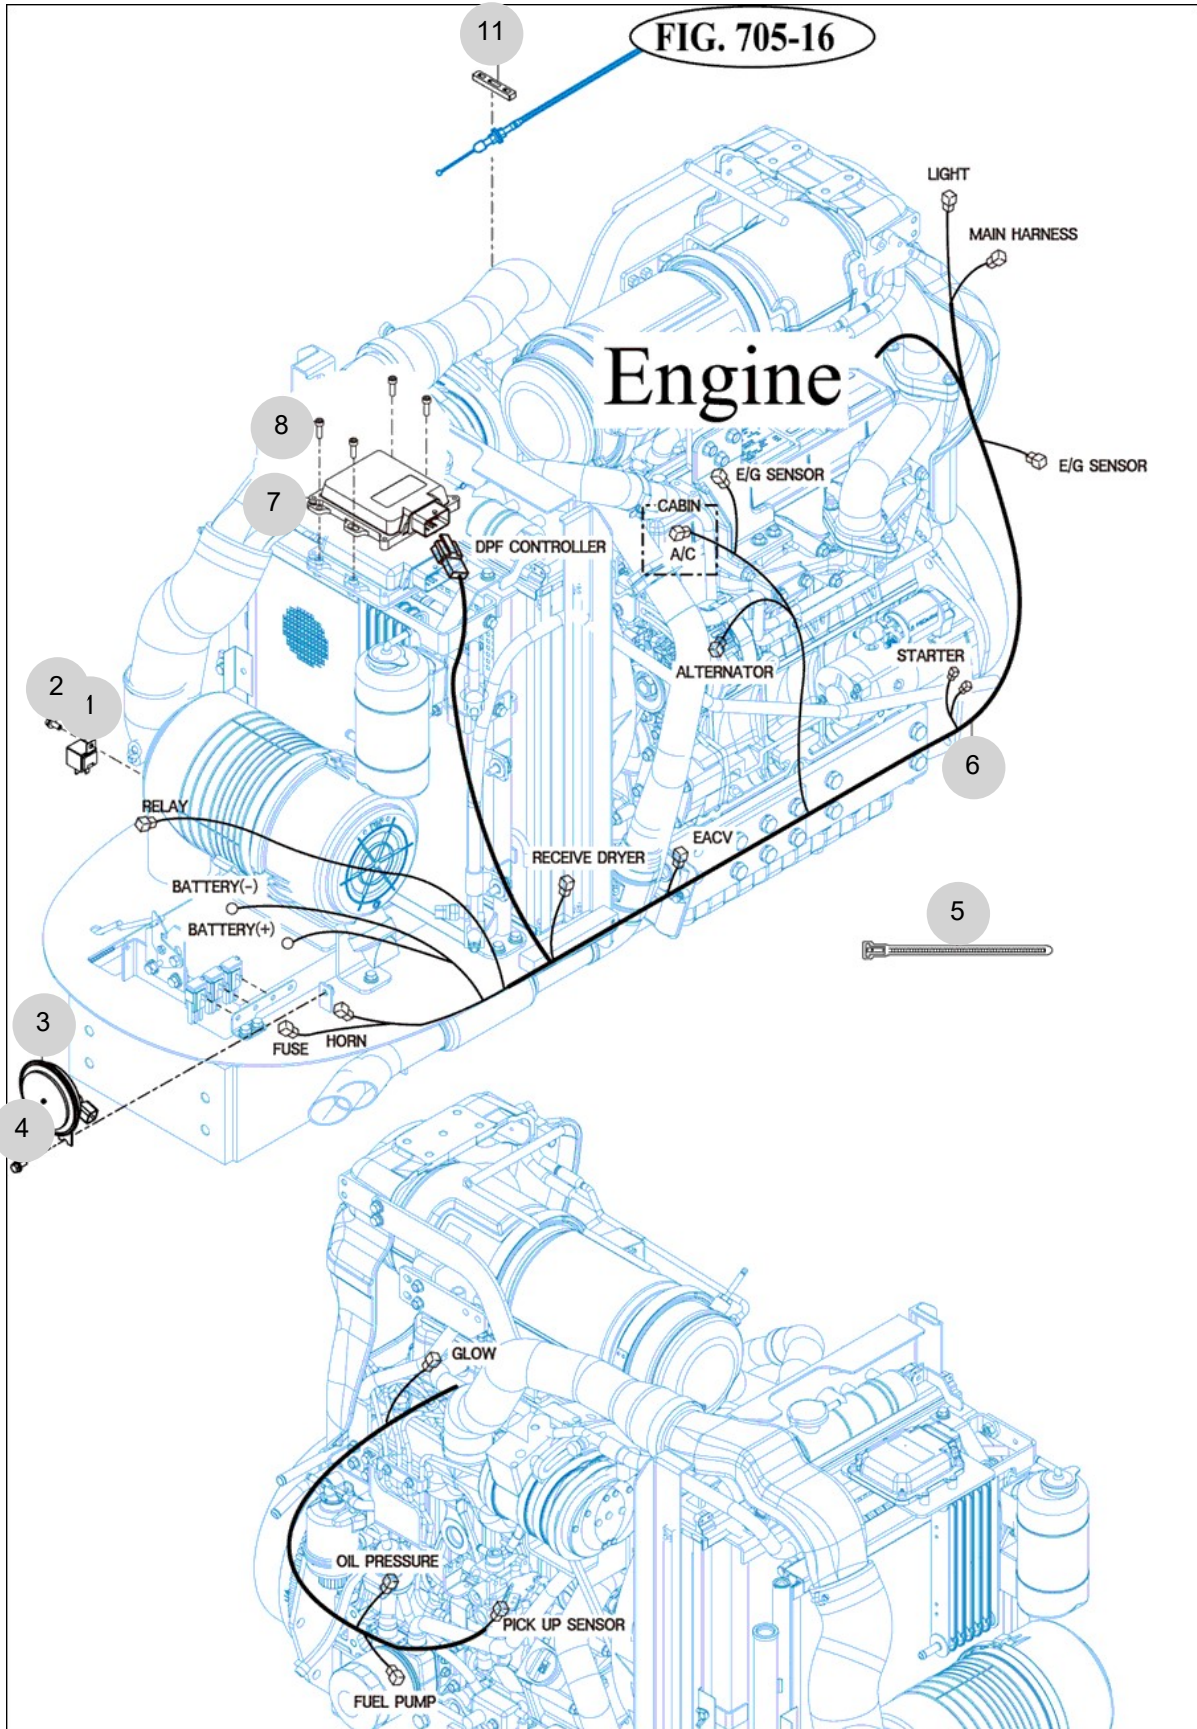 11
FIG. 705-16
LIGHT
MAIN HARNESS
Engine
8
E/G SENSOR
E/G SENSOR
7
CABIN
A/C
DPF CONTROLLER
STARTER
ALTERNATOR
2
1
6
RELAY
EACV
RECEIVE DRYER
BATTERY(-)
BATTERY(+)
5
3
HORN
FUSE
4
GLOW
OIL PRESSURE
PICK UP SENSOR
FUEL PUMP